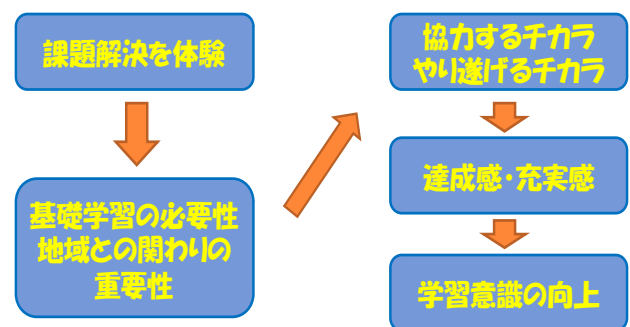 課題解決を体験
基礎学習の必要性
地域との関わりの
重要性
協力するチカラ
やり遂げるチカラ
達成感・充実感
学習意識の向上